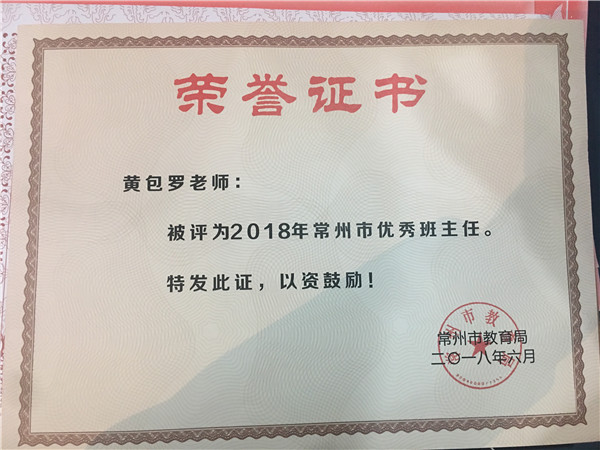 荣誉证书
黄包罗老师：
被评为2018年常州市优秀班主任。
特发此证，以资鼓励！
常州市教育局
二〇一八年六月